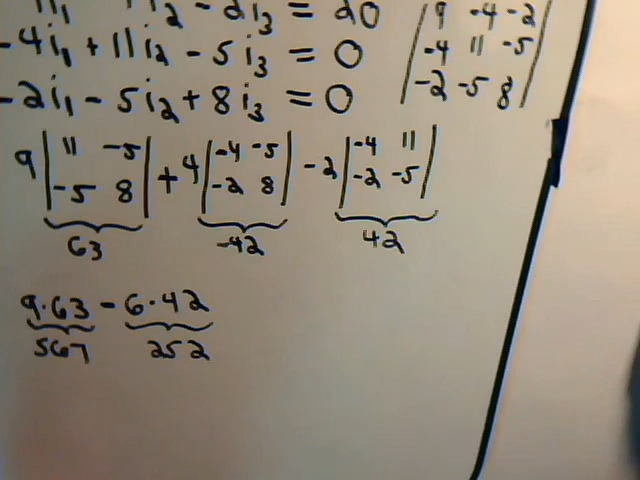 i₂ - 2i₃ = 20
-4i₁ + 11i₂ - 5i₃ = 0
-2i₁ - 5i₂ + 8i₃ = 0
| 9 -4 -2 |
| -4 11 -5 |
| -2 -5 8 |
9 | 11 -5 | + 4 | -4 -5 | - 2 | -4 11 |
| -5 8 | | -2 8 | | -2 -5 |
63 -42 42
9·63 - 6·42
567 252